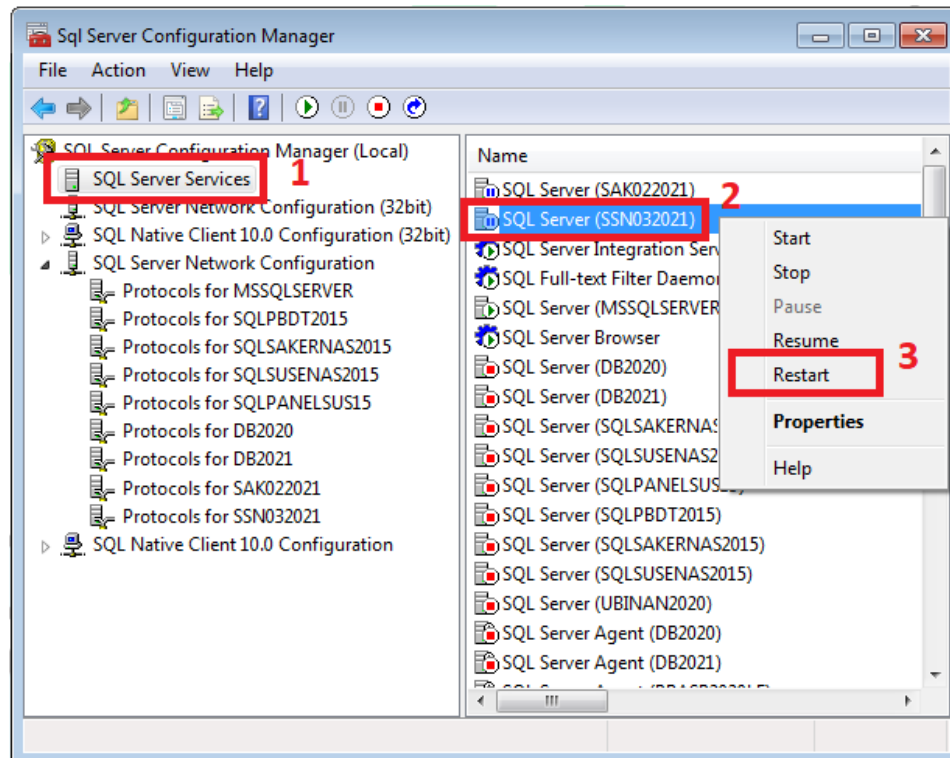 Sql Server Configuration Manager
File Action View Help
SQL Server Configuration Manager (Local)
SQL Server Services
1
SQL Server Network Configuration (32bit)
SQL Native Client 10.0 Configuration (32bit)
SQL Server Network Configuration
Protocols for MSSQLSERVER
Protocols for SQLPBDT2015
Protocols for SQLSAKERNAS2015
Protocols for SQLSUSENAS2015
Protocols for SQLPANELSUS15
Protocols for DB2020
Protocols for DB2021
Protocols for SAK022021
Protocols for SSN032021
SQL Native Client 10.0 Configuration
Name
SQL Server (SAK022021)
2
SQL Server (SSN032021)
SQL Server Integration Serv
SQL Full-text Filter Daemo
SQL Server (MSSQLSERVER
SQL Server Browser
SQL Server (DB2020)
SQL Server (DB2021)
SQL Server (SQLSAKERNAS
SQL Server (SQLSUSENAS2
SQL Server (SQLPANELSUS
SQL Server (SQLPBDT2015)
SQL Server (SQLSAKERNAS2015)
SQL Server (SQLSUSENAS2015)
SQL Server (UBINAN2020)
SQL Server Agent (DB2020)
SQL Server Agent (DB2021)
Start
Stop
Pause
Resume
Restart
3
Properties
Help